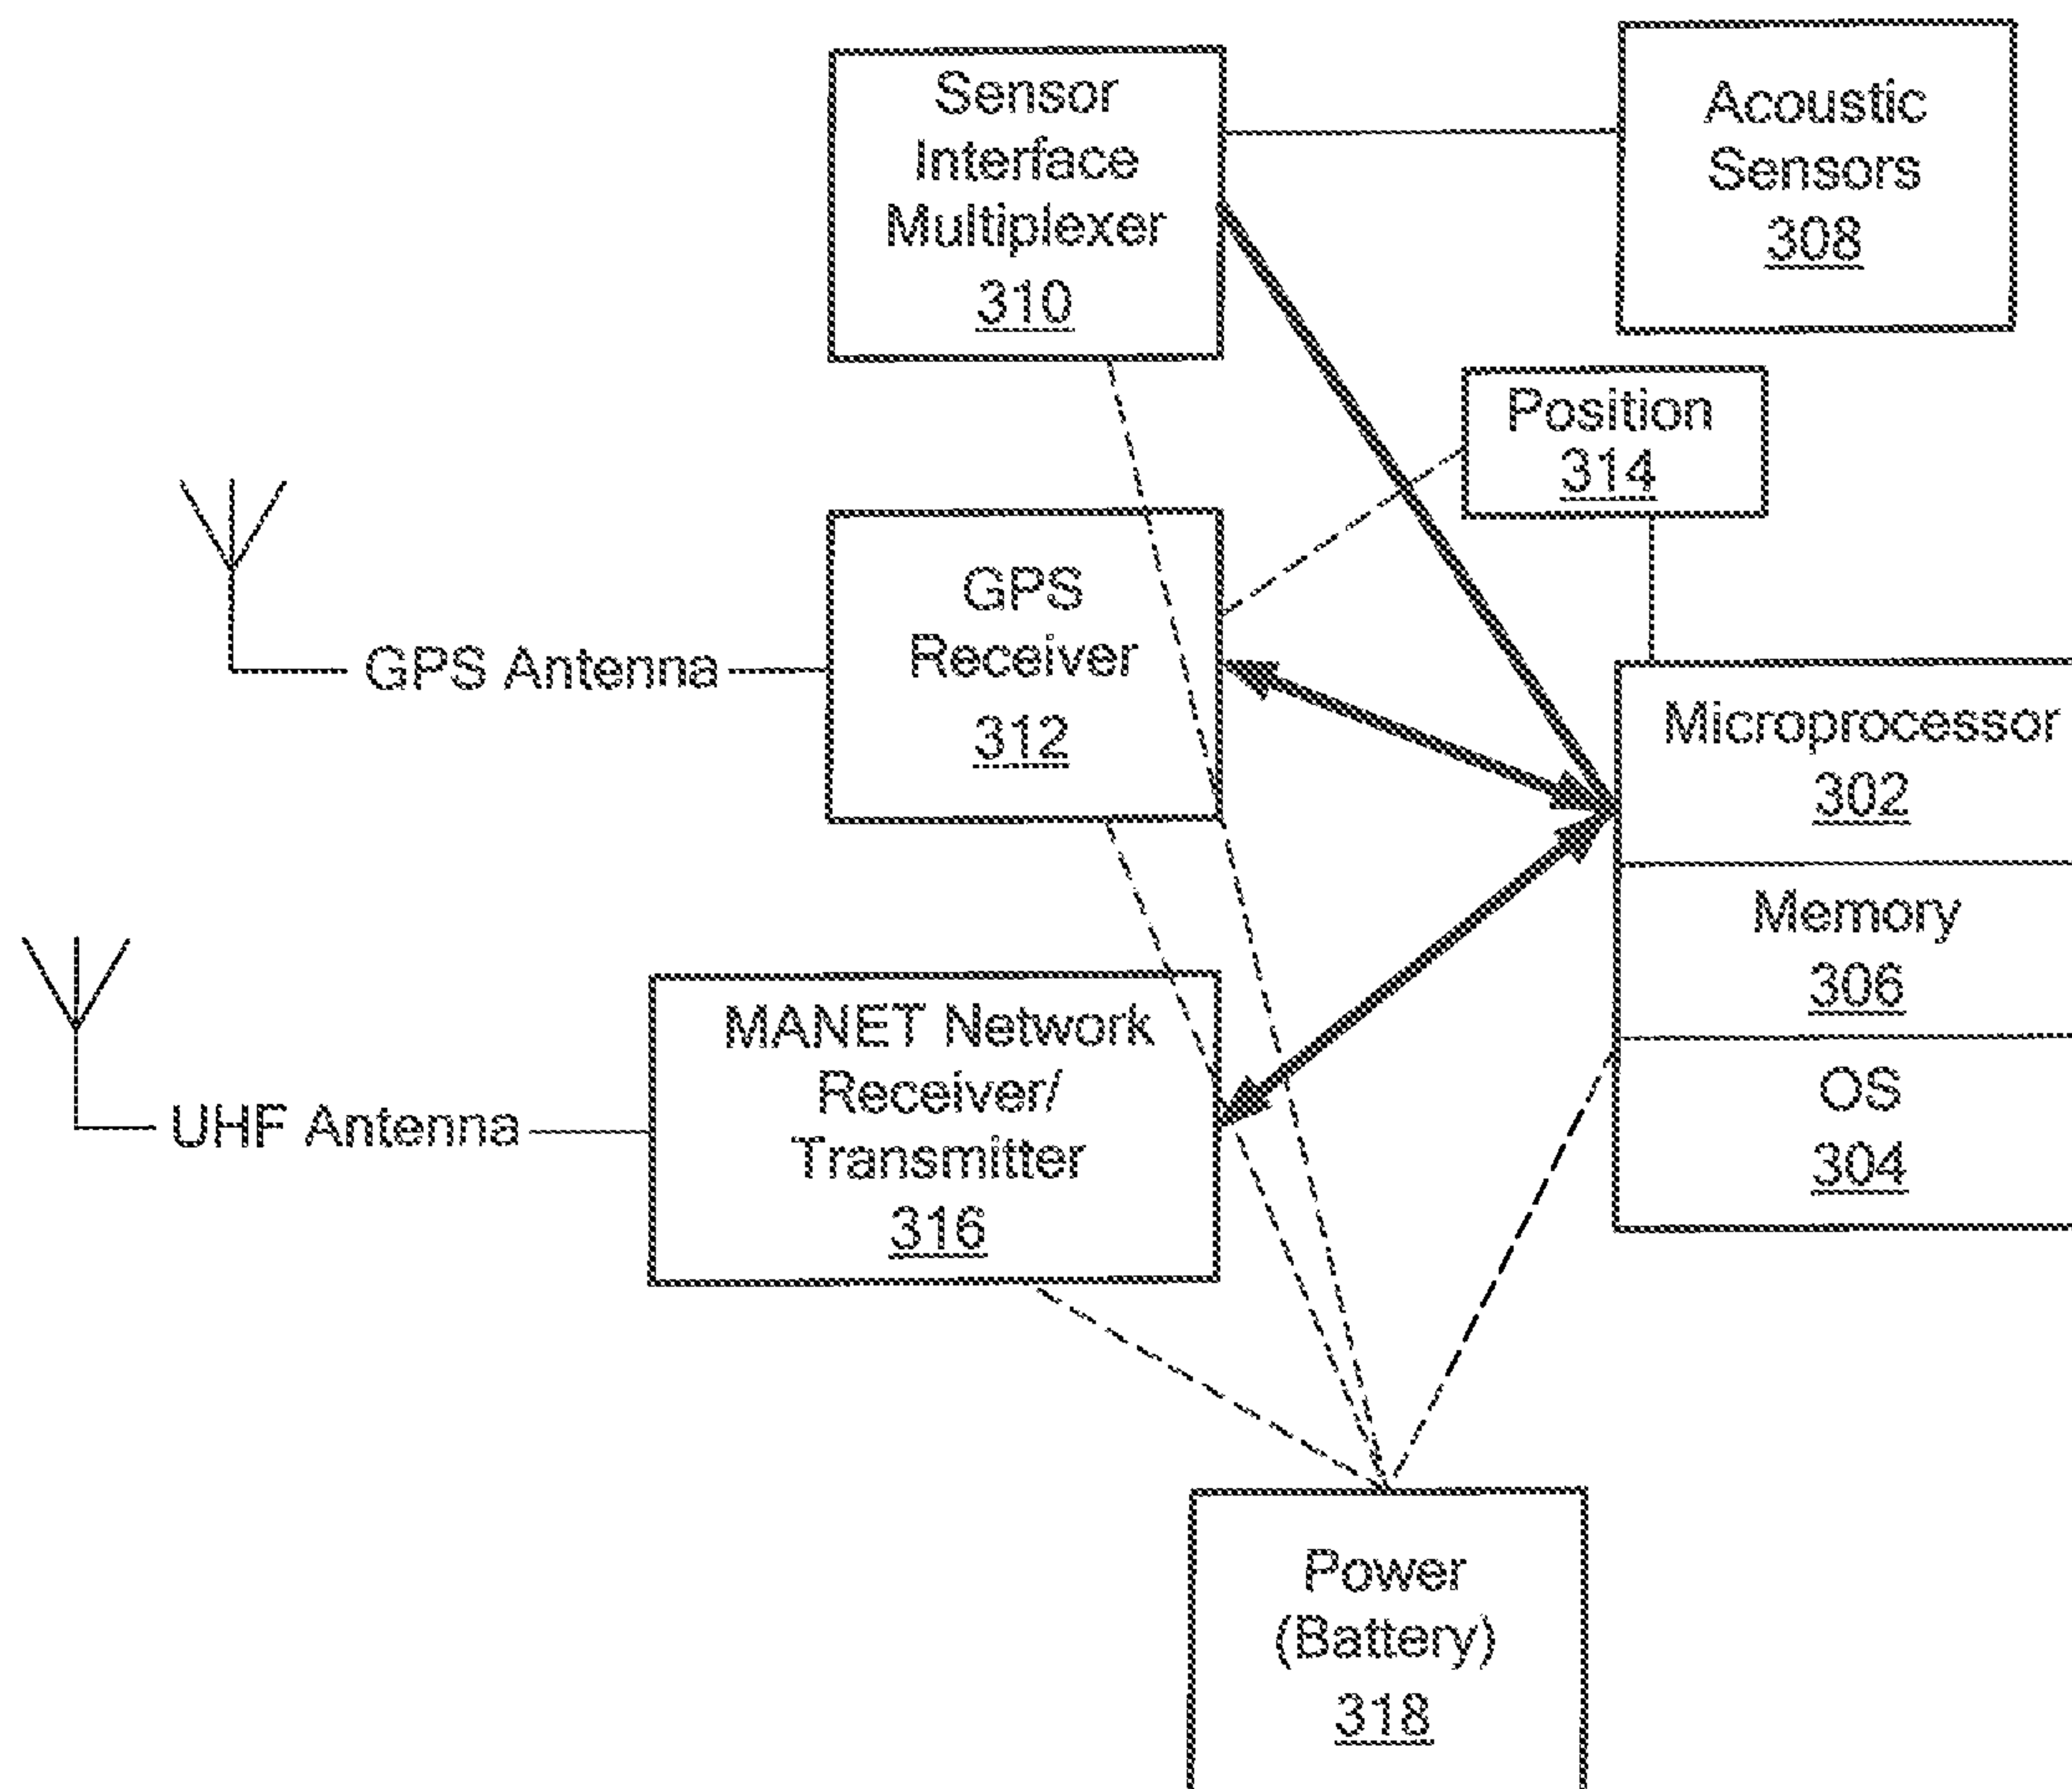 Sensor
Interface
Multiplexer
310
Acoustic
Sensors
308
Position
314
GPS Antenna
GPS
Receiver
312
Microprocessor
302
Memory
306
OS
304
UHF Antenna
MANET Network
Receiver/
Transmitter
316
Power
(Battery)
318